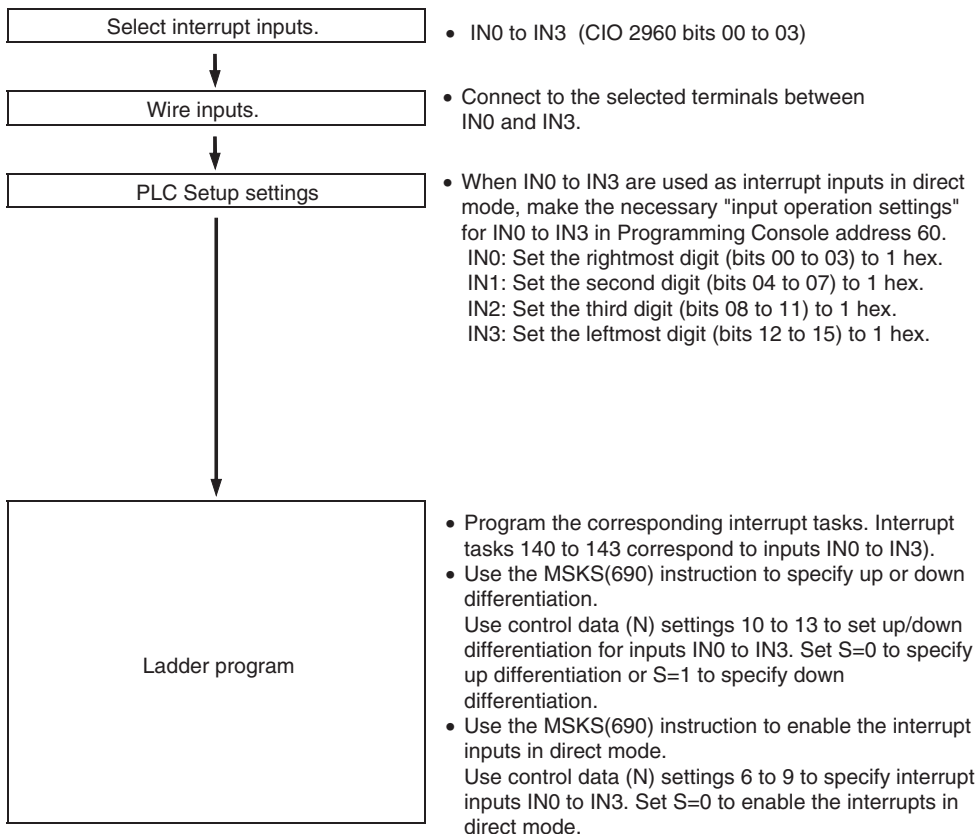 Select interrupt inputs.
• IN0 to IN3 (CIO 2960 bits 00 to 03)
Wire inputs.
• Connect to the selected terminals between
IN0 and IN3.
PLC Setup settings
• When IN0 to IN3 are used as interrupt inputs in direct
mode, make the necessary "input operation settings"
for IN0 to IN3 in Programming Console address 60.
IN0: Set the rightmost digit (bits 00 to 03) to 1 hex.
IN1: Set the second digit (bits 04 to 07) to 1 hex.
IN2: Set the third digit (bits 08 to 11) to 1 hex.
IN3: Set the leftmost digit (bits 12 to 15) to 1 hex.
Ladder program
• Program the corresponding interrupt tasks. Interrupt
tasks 140 to 143 correspond to inputs IN0 to IN3).
• Use the MSKS(690) instruction to specify up or down
differentiation.
Use control data (N) settings 10 to 13 to set up/down
differentiation for inputs IN0 to IN3. Set S=0 to specify
up differentiation or S=1 to specify down
differentiation.
• Use the MSKS(690) instruction to enable the interrupt
inputs in direct mode.
Use control data (N) settings 6 to 9 to specify interrupt
inputs IN0 to IN3. Set S=0 to enable the interrupts in
direct mode.